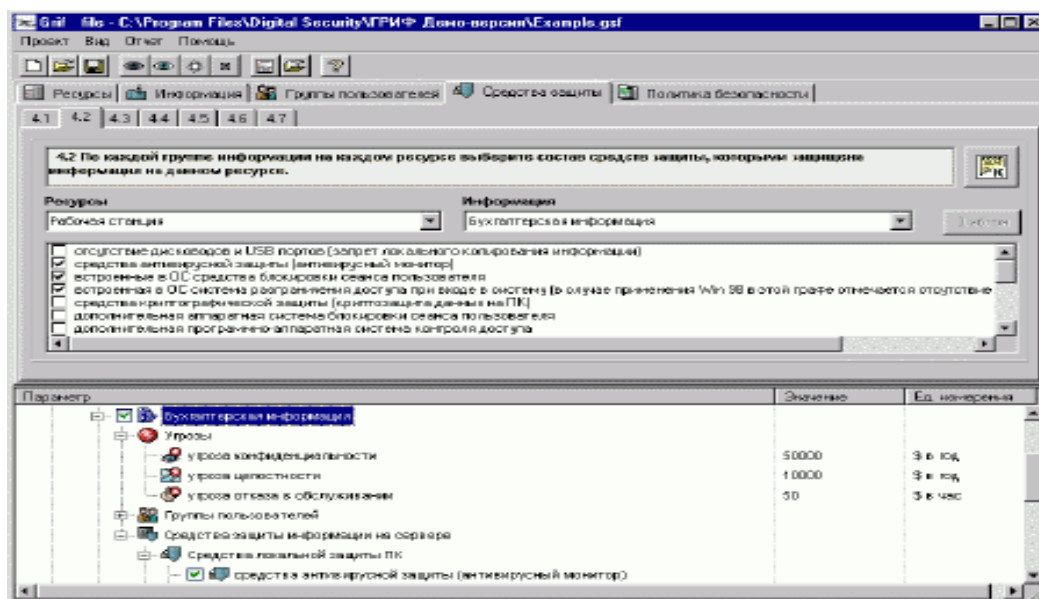 Grif files - C:\Program Files\Digital Security\ГРИФ Демо-версия\Example.gsf
Проект Вид Отчет Помощь
Ресурсы Информация Группы пользователей Средства защиты Политика безопасности
4.1 4.2 4.3 4.4 4.5 4.6 4.7
4.2 По каждой группе информации на каждом ресурсе выберите состав средств защиты, которыми защищена
информация на данном ресурсе.
Ресурсы Информация
Рабочая станция Бухгалтерская информация
отсутствие дисководов и USB портов (запрет локального копирования информации)
средства антивирусной защиты (антивирусный монитор)
встроенные в ОС средства блокировки сеанса пользователя
встроенная в ОС система разграничения доступа при входе в систему (в случае применения Win 98 в этой графе отмечается отсутствие
средства криптографической защиты (криптозащита данных на ПК)
дополнительная аппаратная система блокировки сеанса пользователя
дополнительная программно-аппаратная система контроля доступа
Параметр Значение Ед. измерения
Бухгалтерская информация
Угрозы
угроза конфиденциальности 50000 $ в год
угроза целостности 10000 $ в год
угроза отказа в обслуживании 50 $ в час
Группы пользователей
Средства защиты информации на сервере
Средства локальной защиты ПК
средства антивирусной защиты (антивирусный монитор)